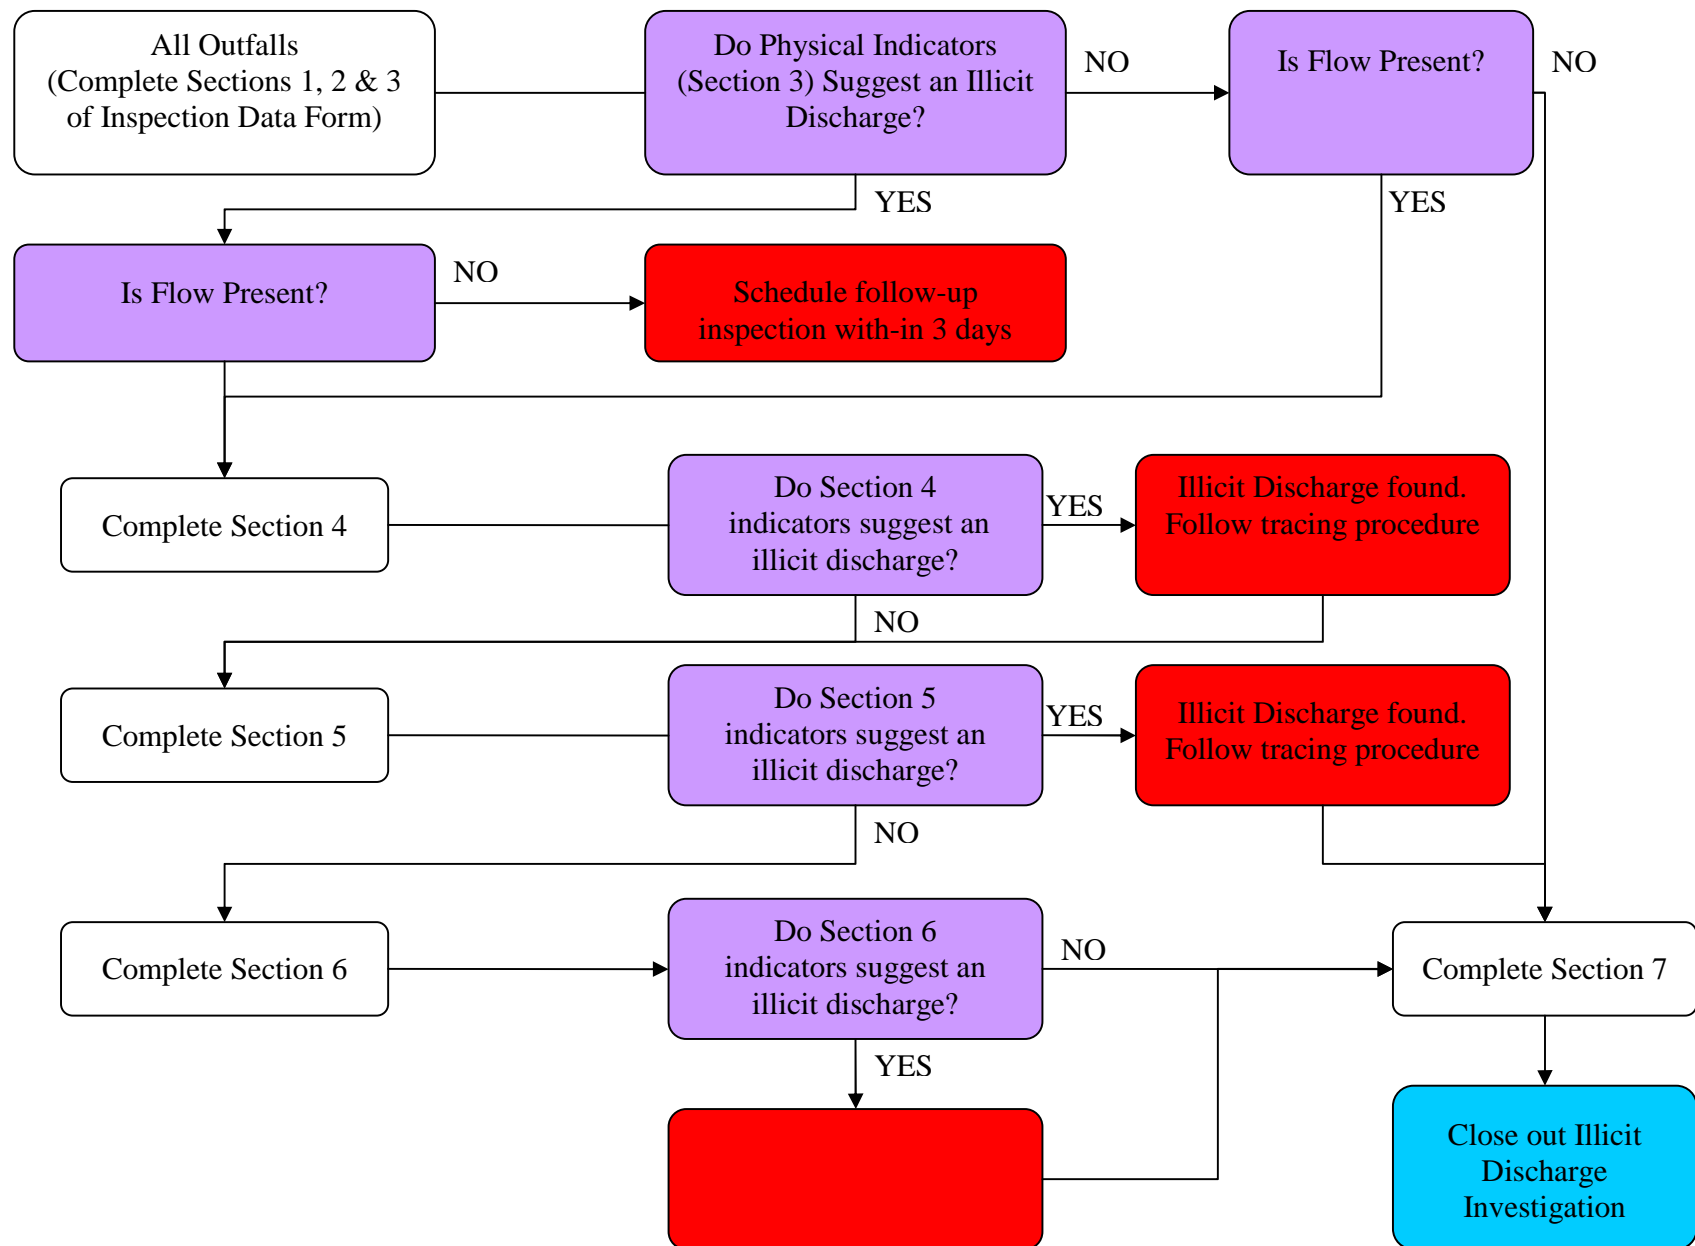 All Outfalls
(Complete Sections 1, 2 & 3
of Inspection Data Form)
Do Physical Indicators
(Section 3) Suggest an Illicit
Discharge?
NO
Is Flow Present?
NO
YES
YES
Is Flow Present?
NO
Schedule follow-up
inspection with-in 3 days
Complete Section 4
Do Section 4
indicators suggest an
illicit discharge?
YES
Illicit Discharge found.
Follow tracing procedure
NO
Complete Section 5
Do Section 5
indicators suggest an
illicit discharge?
YES
Illicit Discharge found.
Follow tracing procedure
NO
Complete Section 6
Do Section 6
indicators suggest an
illicit discharge?
NO
Complete Section 7
YES
Close out Illicit
Discharge
Investigation